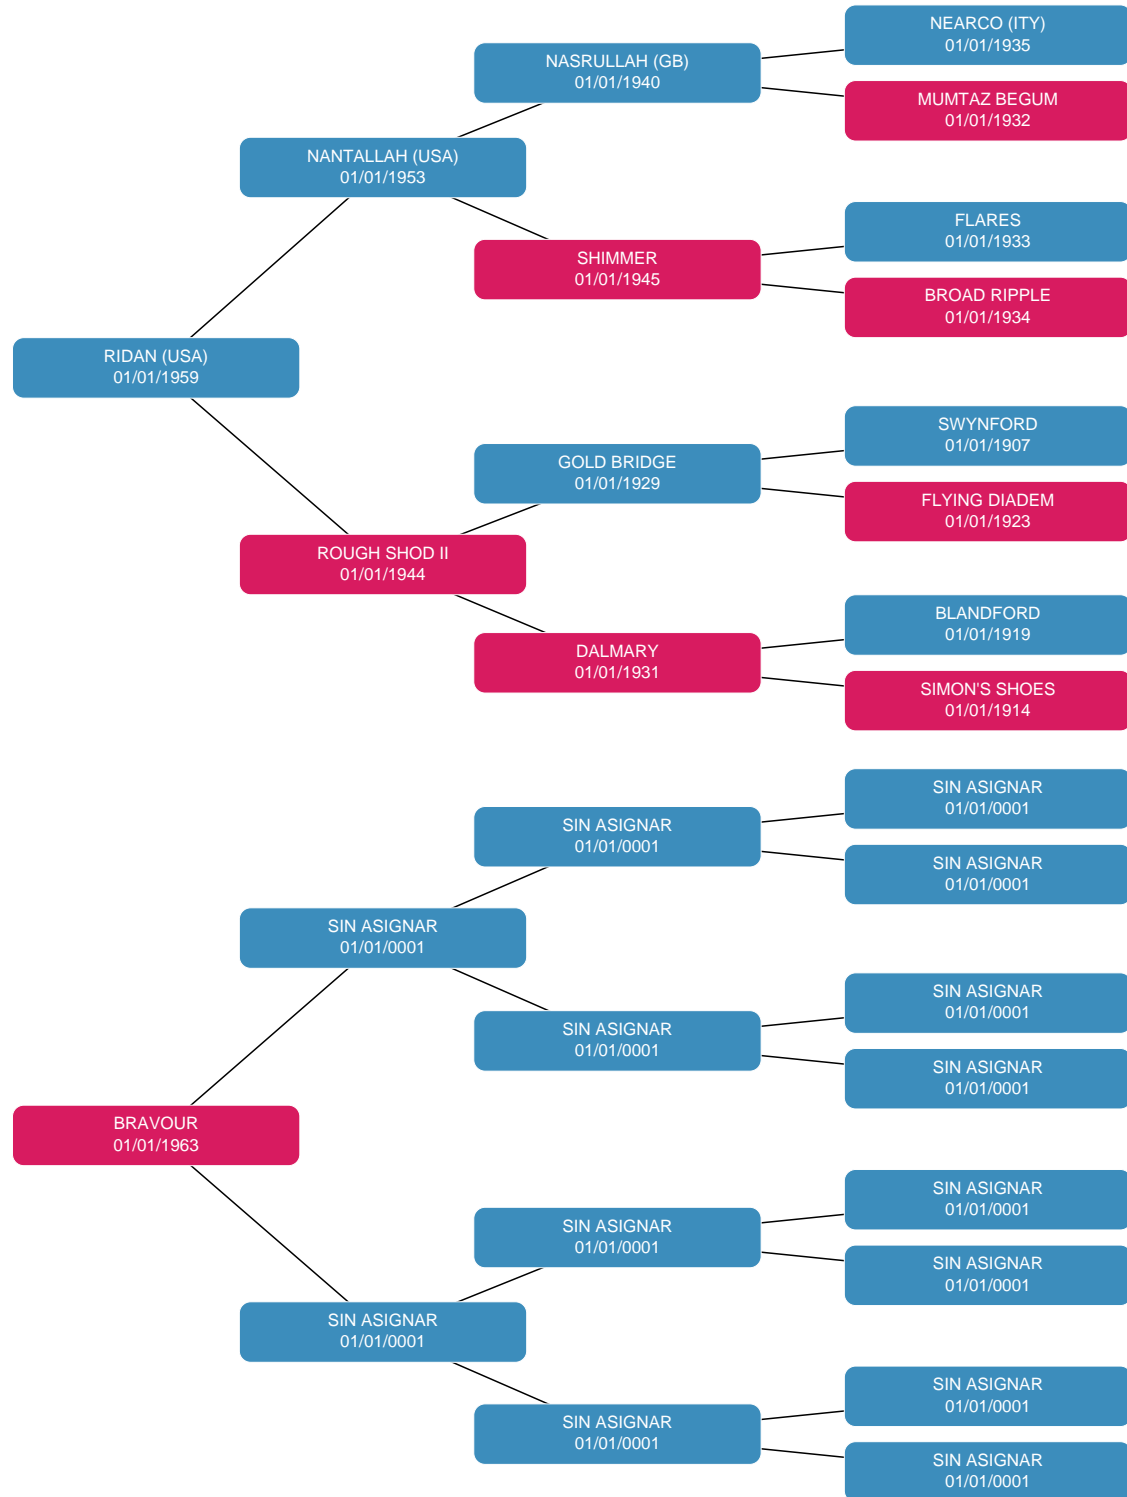 NEARCO (ITY)
01/01/1935
NASRULLAH (GB)
01/01/1940
MUMTAZ BEGUM
01/01/1932
NANTALLAH (USA)
01/01/1953
FLARES
01/01/1933
SHIMMER
01/01/1945
BROAD RIPPLE
01/01/1934
RIDAN (USA)
01/01/1959
SWYNFORD
01/01/1907
GOLD BRIDGE
01/01/1929
FLYING DIADEM
01/01/1923
ROUGH SHOD II
01/01/1944
BLANDFORD
01/01/1919
DALMARY
01/01/1931
SIMON'S SHOES
01/01/1914
SIN ASIGNAR
01/01/0001
SIN ASIGNAR
01/01/0001
SIN ASIGNAR
01/01/0001
SIN ASIGNAR
01/01/0001
SIN ASIGNAR
01/01/0001
SIN ASIGNAR
01/01/0001
SIN ASIGNAR
01/01/0001
BRAVOUR
01/01/1963
SIN ASIGNAR
01/01/0001
SIN ASIGNAR
01/01/0001
SIN ASIGNAR
01/01/0001
SIN ASIGNAR
01/01/0001
SIN ASIGNAR
01/01/0001
SIN ASIGNAR
01/01/0001
SIN ASIGNAR
01/01/0001